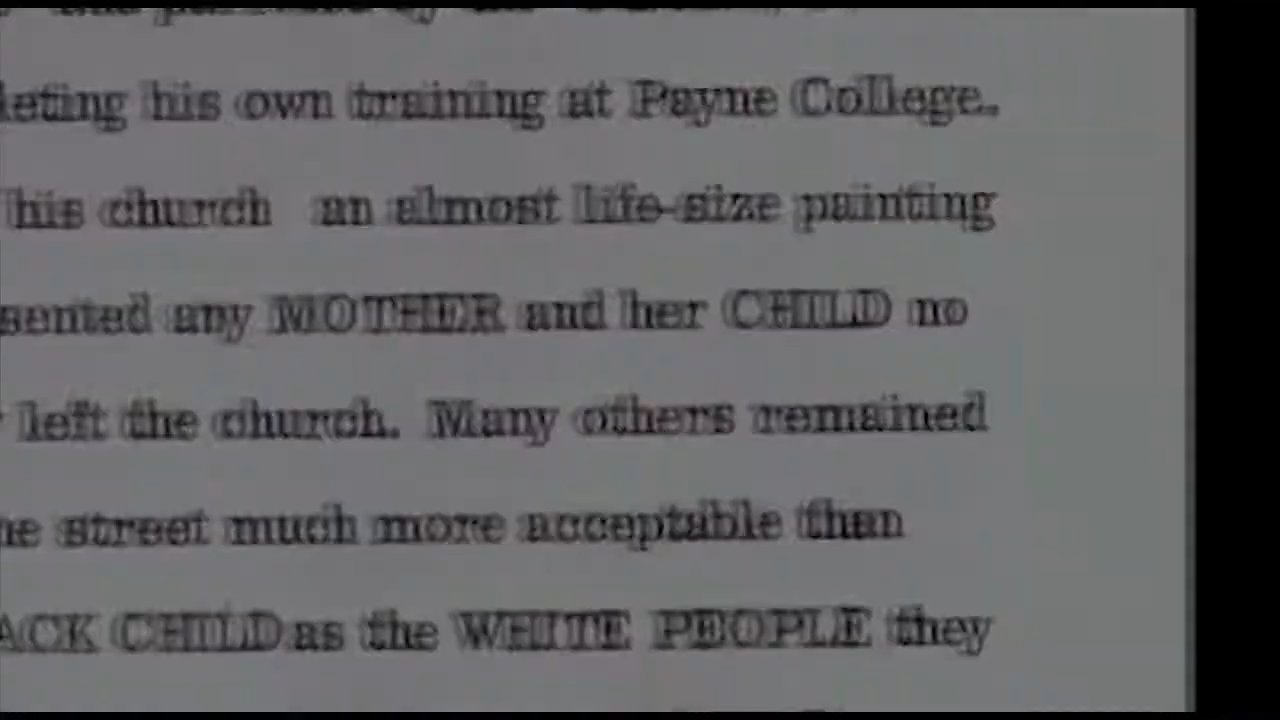 leting his own training at Payne College.
his church an almost life-size painting
sented any MOTHER and her CHILD no
left the church. Many others remained
he street much more acceptable than
ACK CHILD as the WHITE PEOPLE they